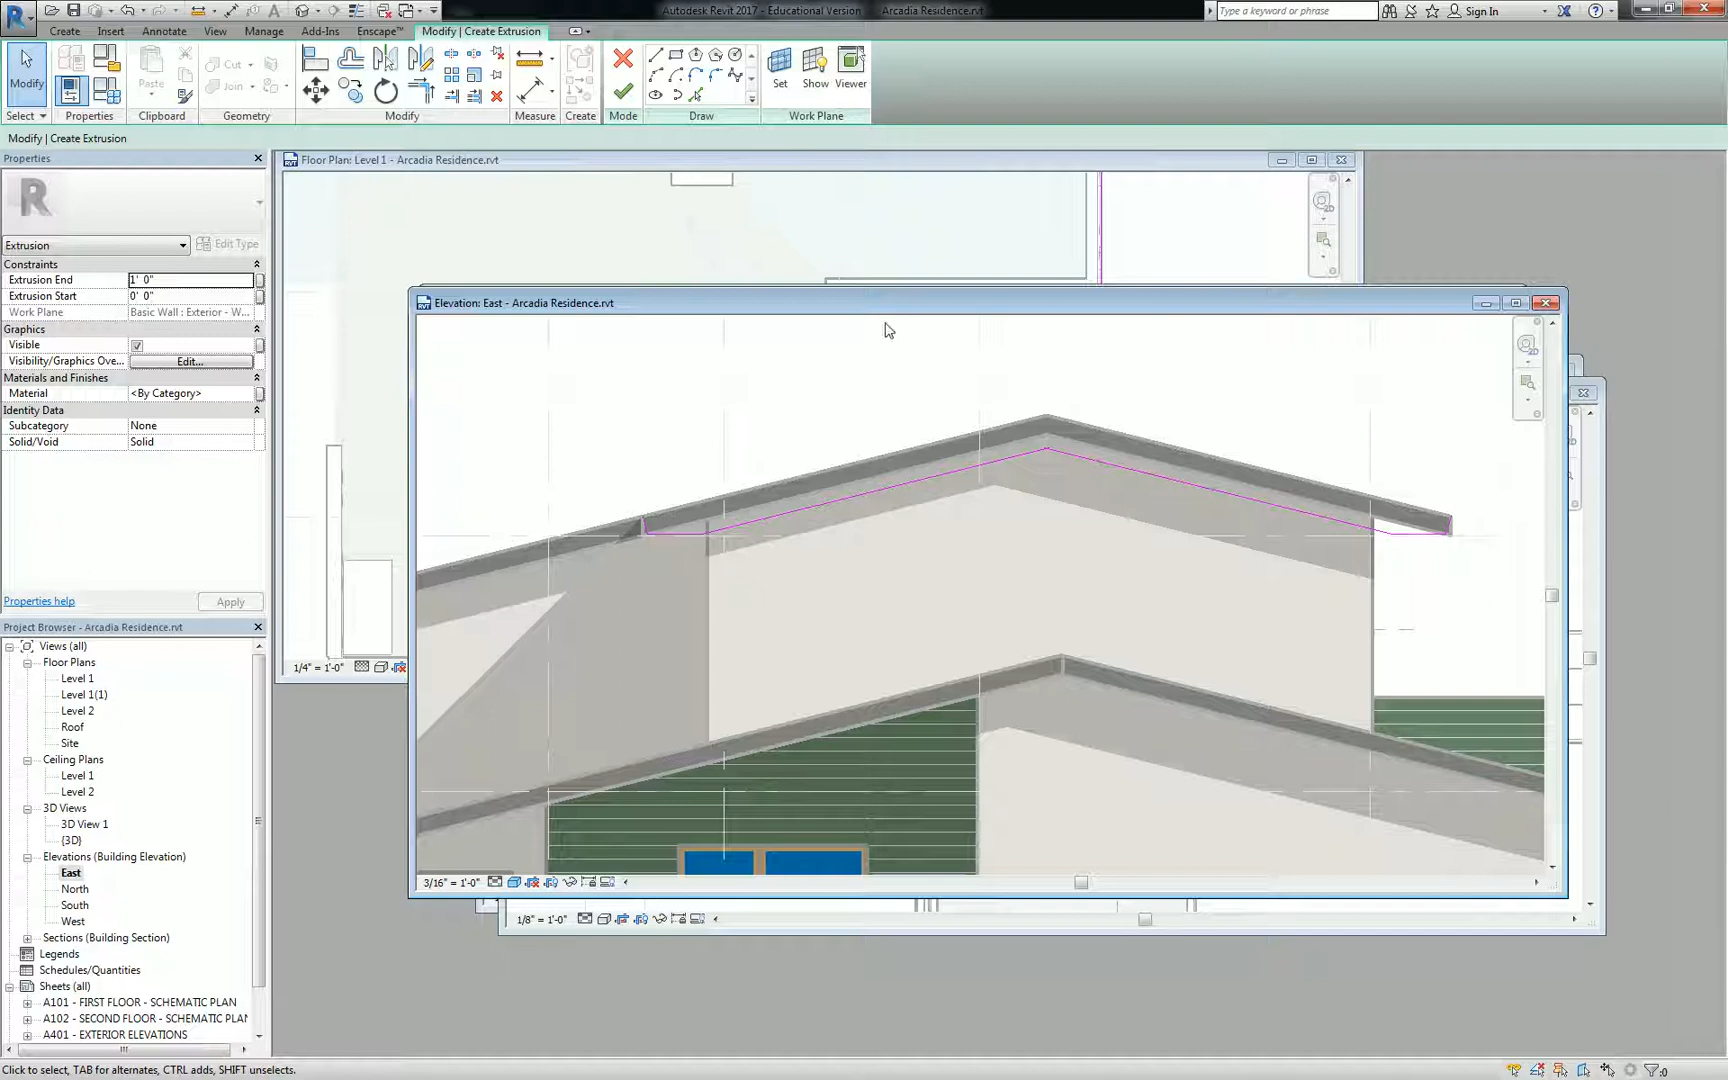 Autodesk Revit 2017 - Educational Version    Arcadia Residence.rvt
Type a keyword or phrase
Sign In
Create Insert Annotate View Manage Add-Ins Enscape™ Modify | Create Extrusion
Modify Paste Cut Join Set Show Viewer
Select Properties Clipboard Geometry Modify Measure Create Mode Draw Work Plane
Modify | Create Extrusion
Properties
Extrusion
Edit Type
Constraints
Extrusion End 1' 0"
Extrusion Start 0' 0"
Work Plane Basic Wall : Exterior - W...
Graphics
Visible
Visibility/Graphics Ove... Edit...
Materials and Finishes
Material <By Category>
Identity Data
Subcategory None
Solid/Void Solid
Properties help
Apply
Project Browser - Arcadia Residence.rvt
Views (all)
Floor Plans
Level 1
Level 1(1)
Level 2
Roof
Site
Ceiling Plans
Level 1
Level 2
3D Views
3D View 1
{3D}
Elevations (Building Elevation)
East
North
South
West
Sections (Building Section)
Legends
Schedules/Quantities
Sheets (all)
A101 - FIRST FLOOR - SCHEMATIC PLAN
A102 - SECOND FLOOR - SCHEMATIC PLAN
A401 - EXTERIOR ELEVATIONS
Floor Plan: Level 1 - Arcadia Residence.rvt
1/4" = 1'-0"
Elevation: East - Arcadia Residence.rvt
3/16" = 1'-0"
1/8" = 1'-0"
Click to select, TAB for alternates, CTRL adds, SHIFT unselects.
:0